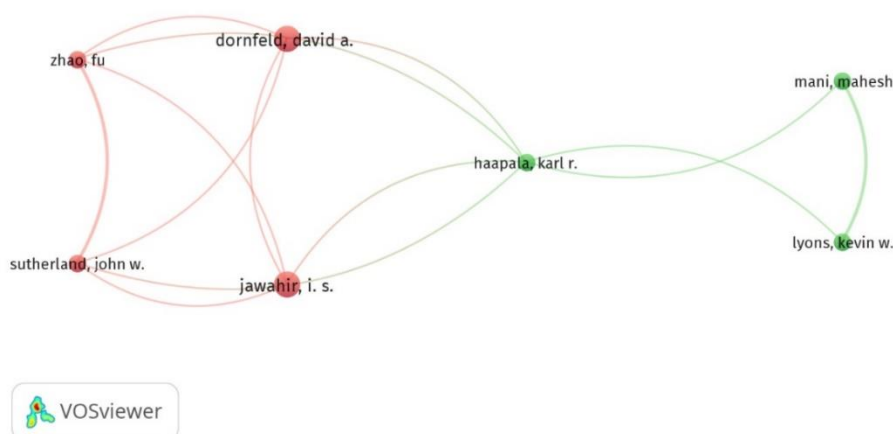 dornfeld, david a.
zhao, fu
mani, mahesh
haapala, karl r.
sutherland, john w.
lyons, kevin w.
jawahir, i. s.
VOSviewer